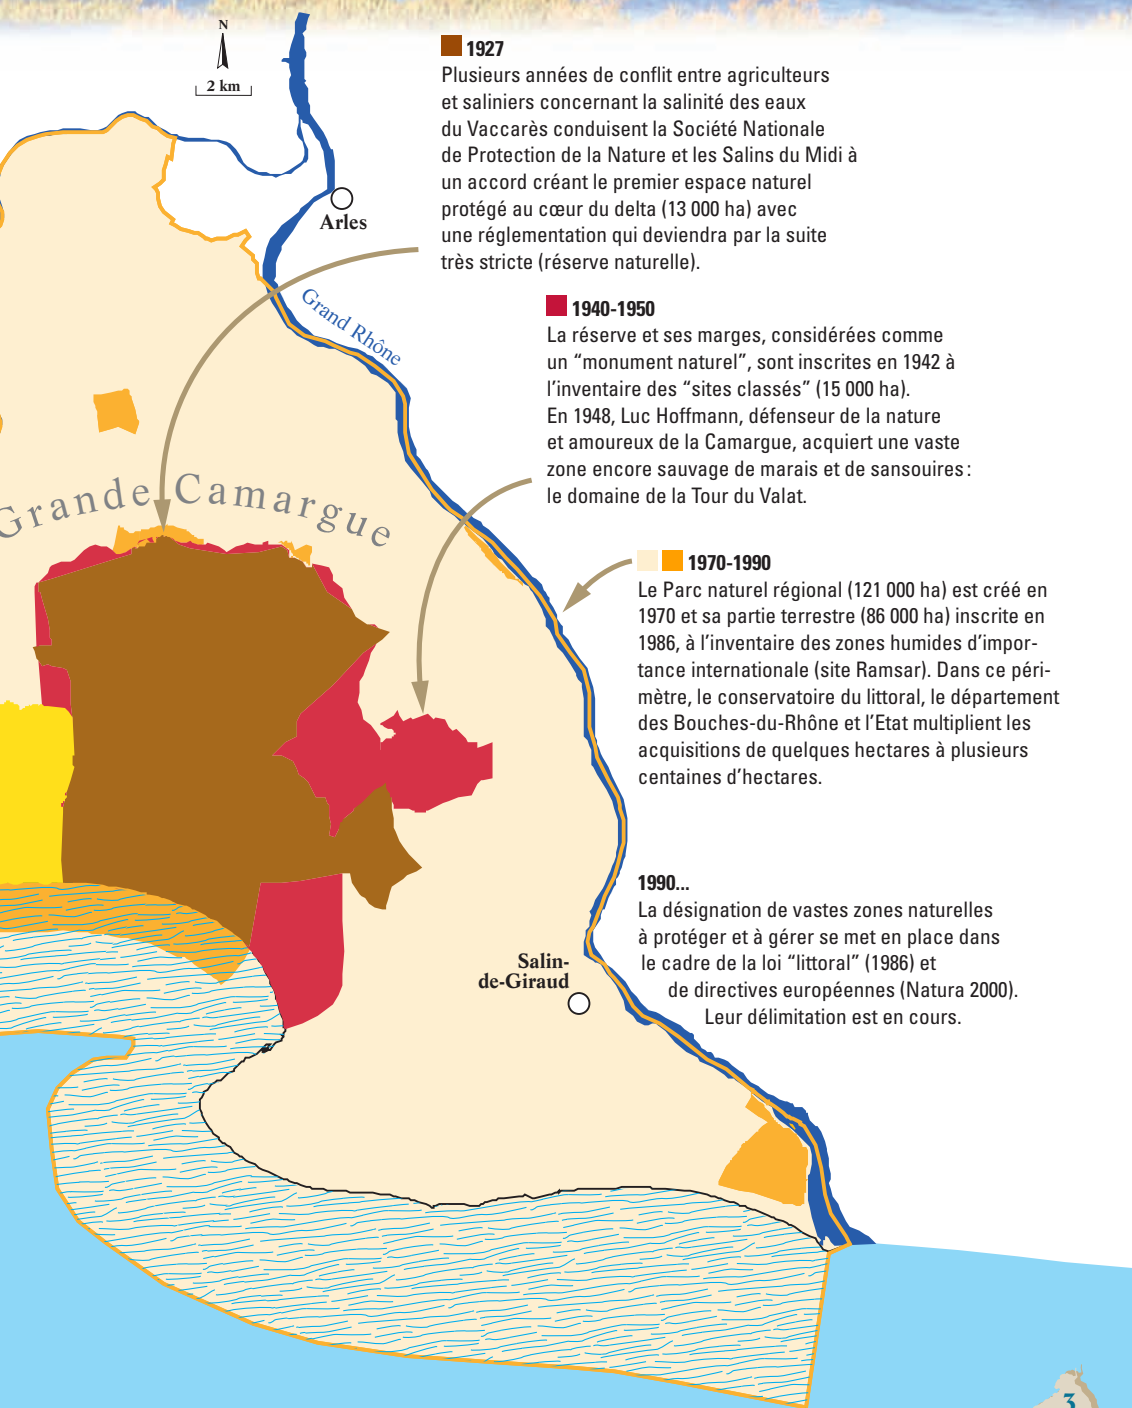 N
2 km
Arles
Grand Rhône
Grande Camargue
1927
Plusieurs années de conflit entre agriculteurs
et saliniers concernant la salinité des eaux
du Vaccarès conduisent la Société Nationale
de Protection de la Nature et les Salins du Midi à
un accord créant le premier espace naturel
protégé au cœur du delta (13 000 ha) avec
une réglementation qui deviendra par la suite
très stricte (réserve naturelle).
1940-1950
La réserve et ses marges, considérées comme
un “monument naturel”, sont inscrites en 1942 à
l’inventaire des “sites classés” (15 000 ha).
En 1948, Luc Hoffmann, défenseur de la nature
et amoureux de la Camargue, acquiert une vaste
zone encore sauvage de marais et de sansouires :
le domaine de la Tour du Valat.
1970-1990
Le Parc naturel régional (121 000 ha) est créé en
1970 et sa partie terrestre (86 000 ha) inscrite en
1986, à l’inventaire des zones humides d’impor-
tance internationale (site Ramsar). Dans ce péri-
mètre, le conservatoire du littoral, le département
des Bouches-du-Rhône et l’Etat multiplient les
acquisitions de quelques hectares à plusieurs
centaines d’hectares.
1990...
La désignation de vastes zones naturelles
à protéger et à gérer se met en place dans
le cadre de la loi “littoral” (1986) et
de directives européennes (Natura 2000).
Leur délimitation est en cours.
Salin-
de-Giraud
3